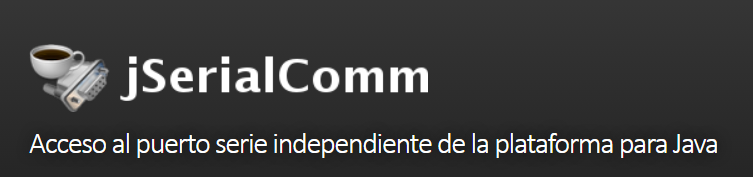 jSerialComm
Acceso al puerto serie independiente de la plataforma para Java